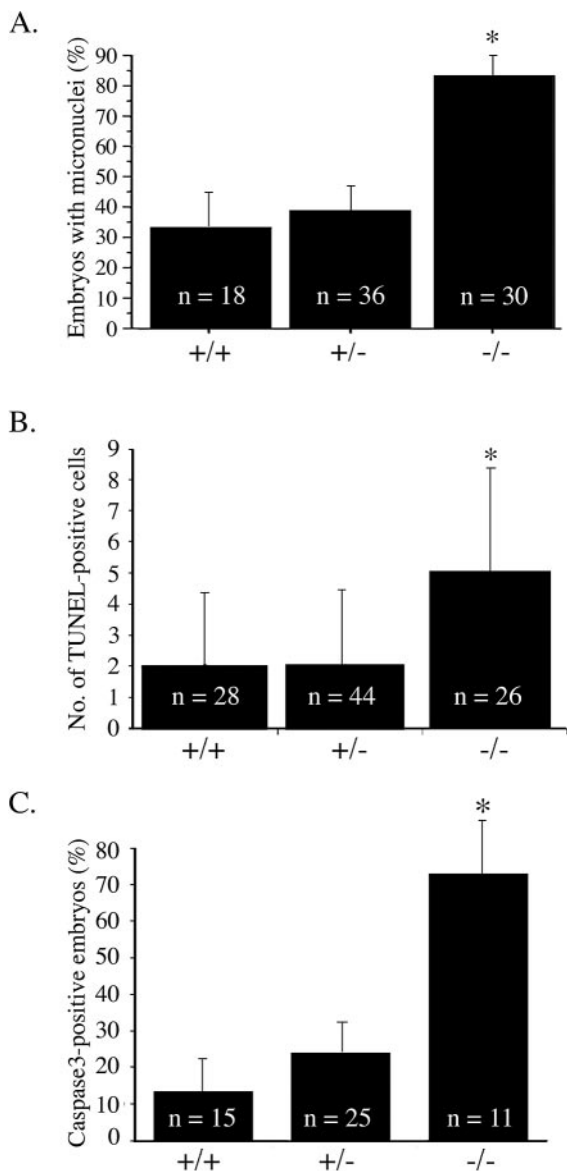 A.
*
Embryos with micronuclei (%)
90
80
70
60
50
40
30
20
10
0
n = 18
n = 36
n = 30
+/+
+/-
-/-
B.
*
No. of TUNEL-positive cells
9
8
7
6
5
4
3
2
1
0
n = 28
n = 44
n = 26
+/+
+/-
-/-
C.
*
Caspase3-positive embryos (%)
80
70
60
50
40
30
20
10
0
n = 15
n = 25
n = 11
+/+
+/-
-/-